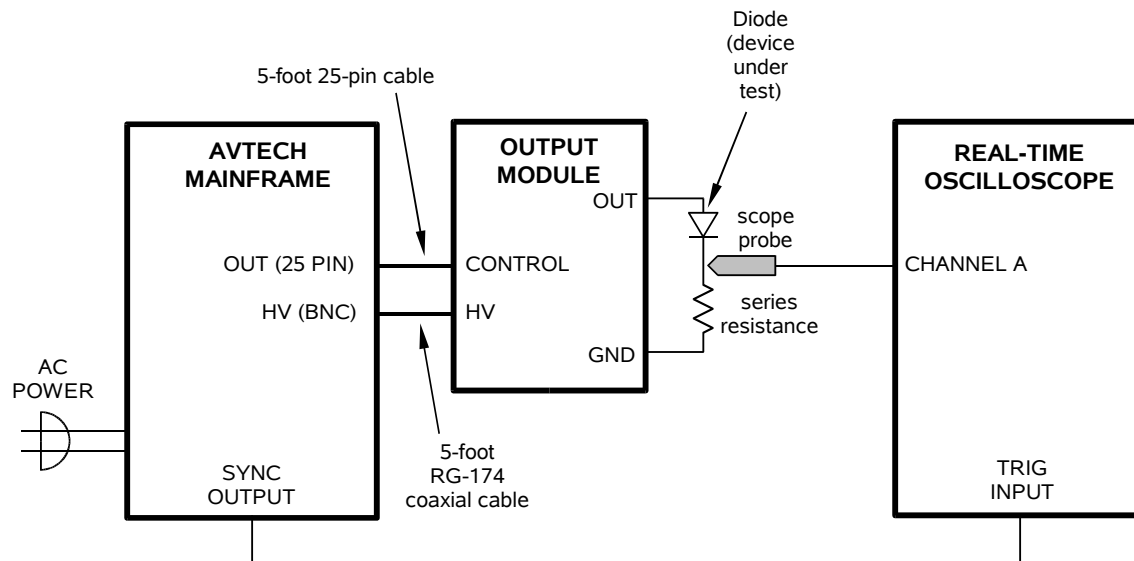 Diode
(device
under
test)
5-foot 25-pin cable
AVTECH
MAINFRAME
OUTPUT
MODULE
REAL-TIME
OSCILLOSCOPE
OUT
scope
probe
OUT (25 PIN)
CONTROL
CHANNEL A
HV (BNC)
HV
series
resistance
GND
AC
POWER
5-foot
RG-174
coaxial cable
SYNC
OUTPUT
TRIG
INPUT